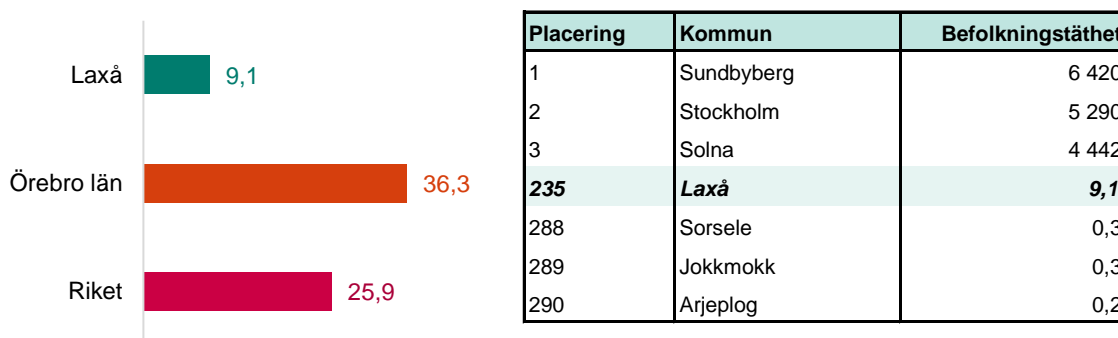 Laxå 9,1
Örebro län 36,3
Riket 25,9
Placering Kommun Befolkningstäthet
1 Sundbyberg 6 420
2 Stockholm 5 290
3 Solna 4 442
235 Laxå 9,1
288 Sorsele 0,3
289 Jokkmokk 0,3
290 Arjeplog 0,2